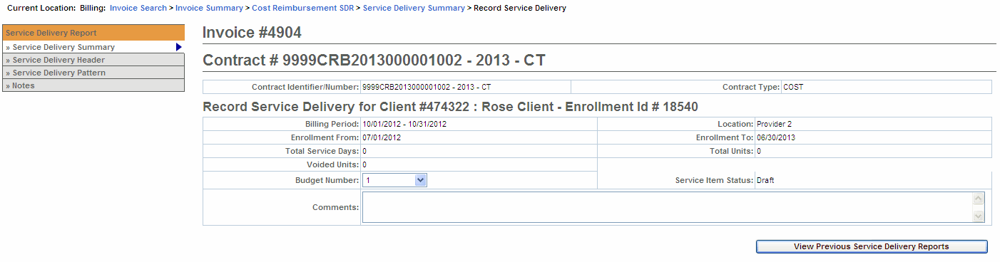 Current Location: Billing: Invoice Search > Invoice Summary > Cost Reimbursement SDR > Service Delivery Summary > Record Service Delivery
Service Delivery Report
» Service Delivery Summary
» Service Delivery Header
» Service Delivery Pattern
» Notes
Invoice #4904
Contract # 9999CRB2013000001002 - 2013 - CT
Contract Identifier/Number: 9999CRB2013000001002 - 2013 - CT Contract Type: COST
Record Service Delivery for Client #474322 : Rose Client - Enrollment Id # 18540
Billing Period: 10/01/2012 - 10/31/2012 Location: Provider 2
Enrollment From: 07/01/2012 Enrollment To: 06/30/2013
Total Service Days: 0 Total Units: 0
Voided Units: 0
Budget Number: 1 Service Item Status: Draft
Comments:
View Previous Service Delivery Reports